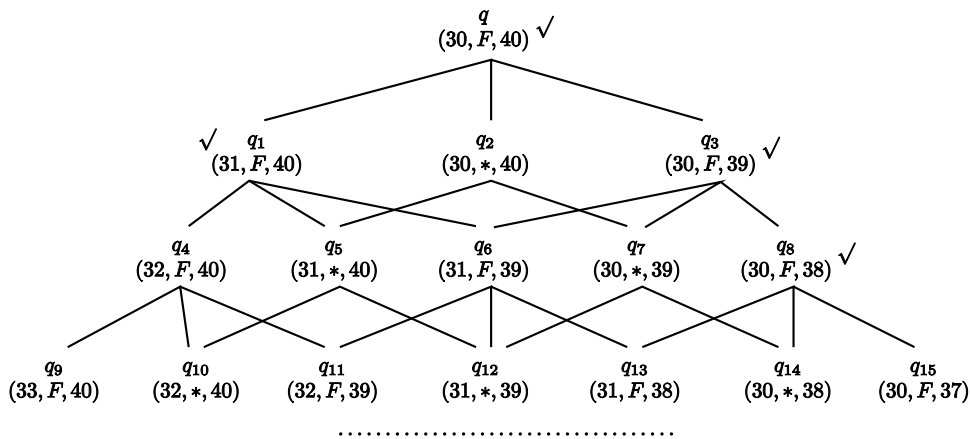 q
(30, F, 40) √
√ q₁ q₂ q₃ √
(31, F, 40) (30, *, 40) (30, F, 39)
q₄ q₅ q₆ q₇ q₈ √
(32, F, 40) (31, *, 40) (31, F, 39) (30, *, 39) (30, F, 38)
q₉ q₁₀ q₁₁ q₁₂ q₁₃ q₁₄ q₁₅
(33, F, 40) (32, *, 40) (32, F, 39) (31, *, 39) (31, F, 38) (30, *, 38) (30, F, 37)
....................................